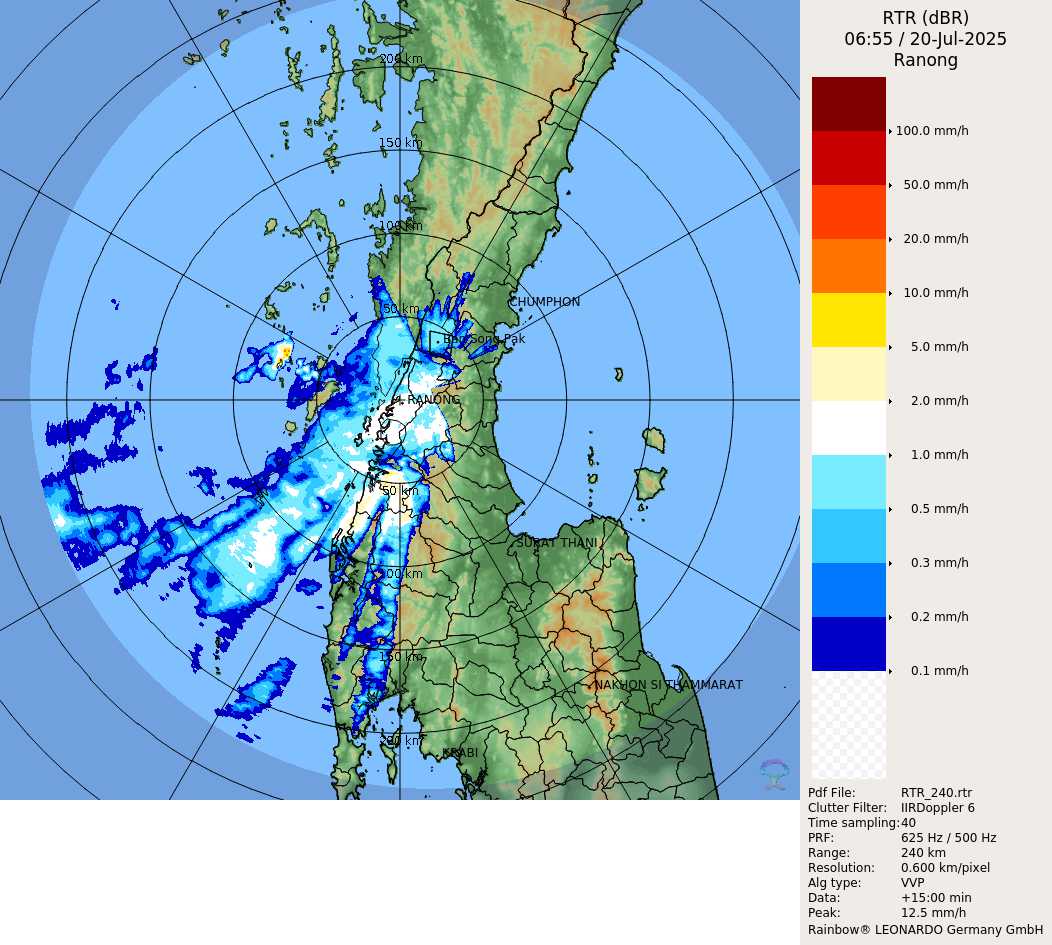 RTR (dBR)
06:55 / 20-Jul-2025
Ranong
200 km
150 km
100 km
50 km
CHUMPHON
Ban Song Pak
RANONG
50 km
SURAT THANI
100 km
150 km
NAKHON SI THAMMARAT
200 km
KRABI
100.0 mm/h
50.0 mm/h
20.0 mm/h
10.0 mm/h
5.0 mm/h
2.0 mm/h
1.0 mm/h
0.5 mm/h
0.3 mm/h
0.2 mm/h
0.1 mm/h
Pdf File: RTR_240.rtr
Clutter Filter: IIRDoppler 6
Time sampling: 40
PRF: 625 Hz / 500 Hz
Range: 240 km
Resolution: 0.600 km/pixel
Alg type: VVP
Data: +15:00 min
Peak: 12.5 mm/h
Rainbow® LEONARDO Germany GmbH